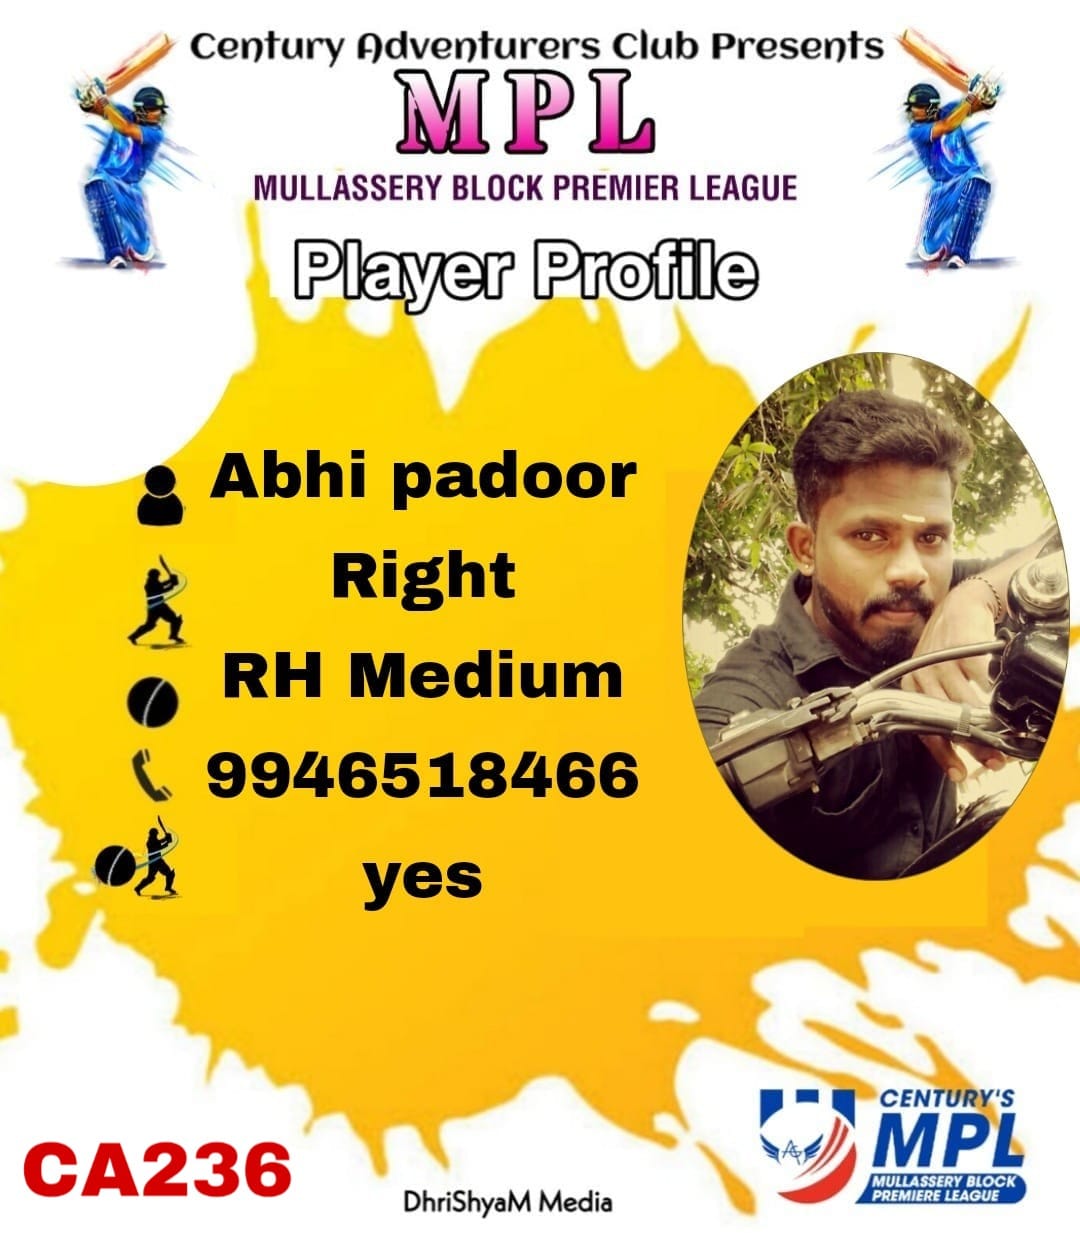 Century Adventurers Club Presents
MPL
MULLASSERY BLOCK PREMIER LEAGUE
Player Profile
Abhi padoor
Right
RH Medium
9946518466
yes
CENTURY'S
MPL
MULLASSERY BLOCK
PREMIERE LEAGUE
CA236
DhriShyaM Media